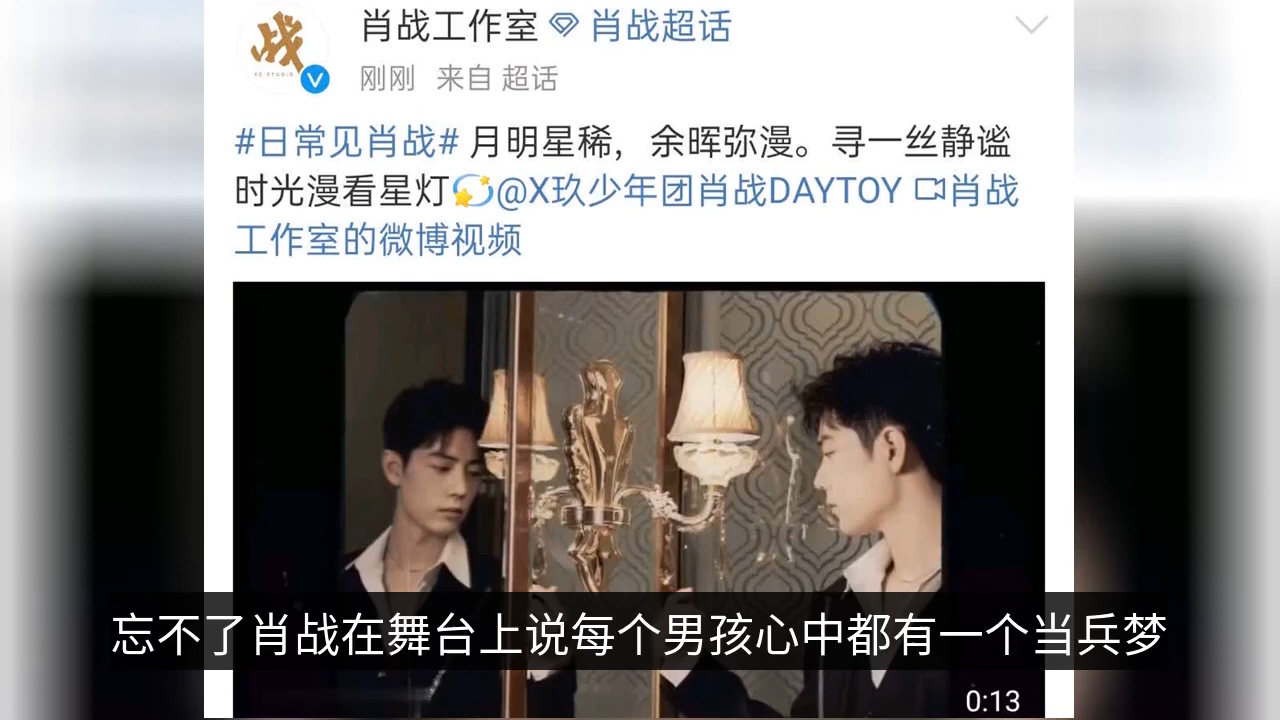 战
SZ STUDIO
肖战工作室 肖战超话
刚刚 来自 超话
#日常见肖战# 月明星稀，余晖弥漫。寻一丝静谧
时光漫看星灯💫@X玖少年团肖战DAYTOY 肖战
工作室的微博视频
忘不了肖战在舞台上说每个男孩心中都有一个当兵梦
0:13